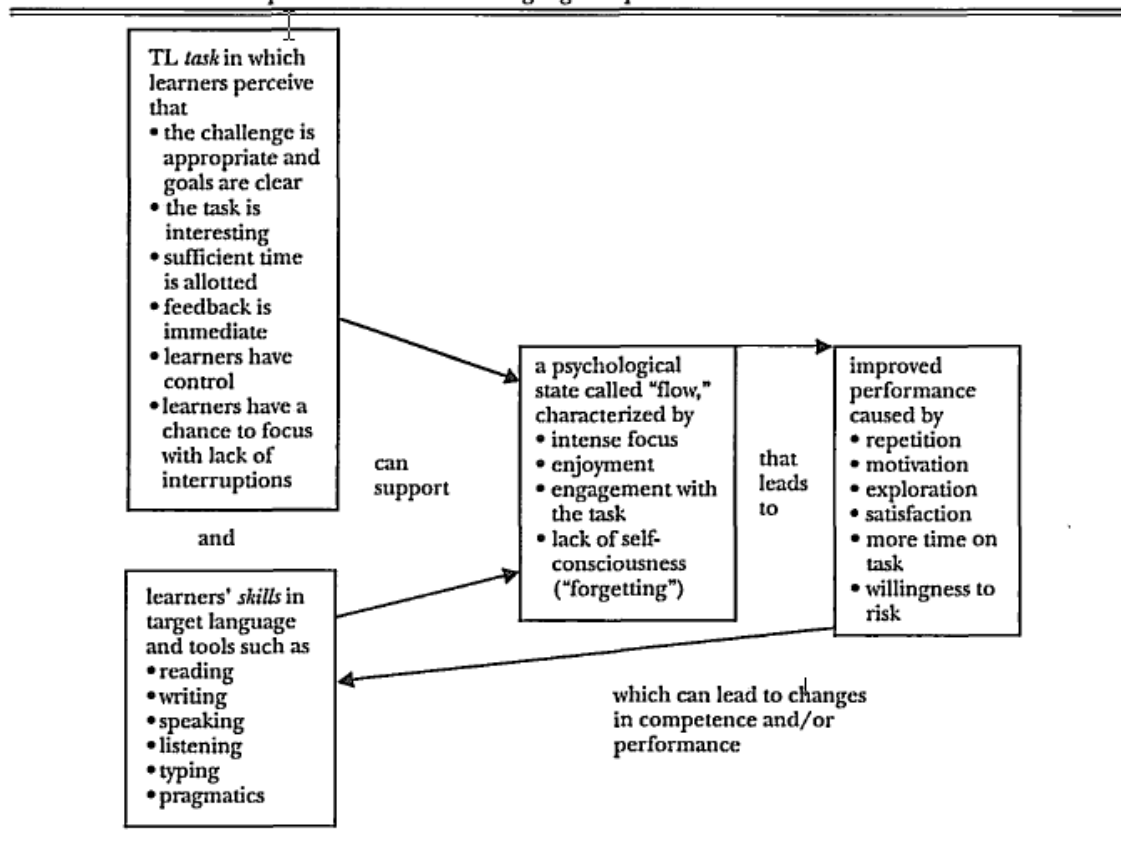 TL task in which
learners perceive
that
• the challenge is
appropriate and
goals are clear
• the task is
interesting
• sufficient time
is allotted
• feedback is
immediate
• learners have
control
• learners have a
chance to focus
with lack of
interruptions
and
learners' skills in
target language
and tools such as
• reading
• writing
• speaking
• listening
• typing
• pragmatics
can
support
a psychological
state called “flow,”
characterized by
• intense focus
• enjoyment
• engagement with
the task
• lack of self-
consciousness
(“forgetting”)
that
leads
to
improved
performance
caused by
• repetition
• motivation
• exploration
• satisfaction
• more time on
task
• willingness to
risk
which can lead to changes
in competence and/or
performance